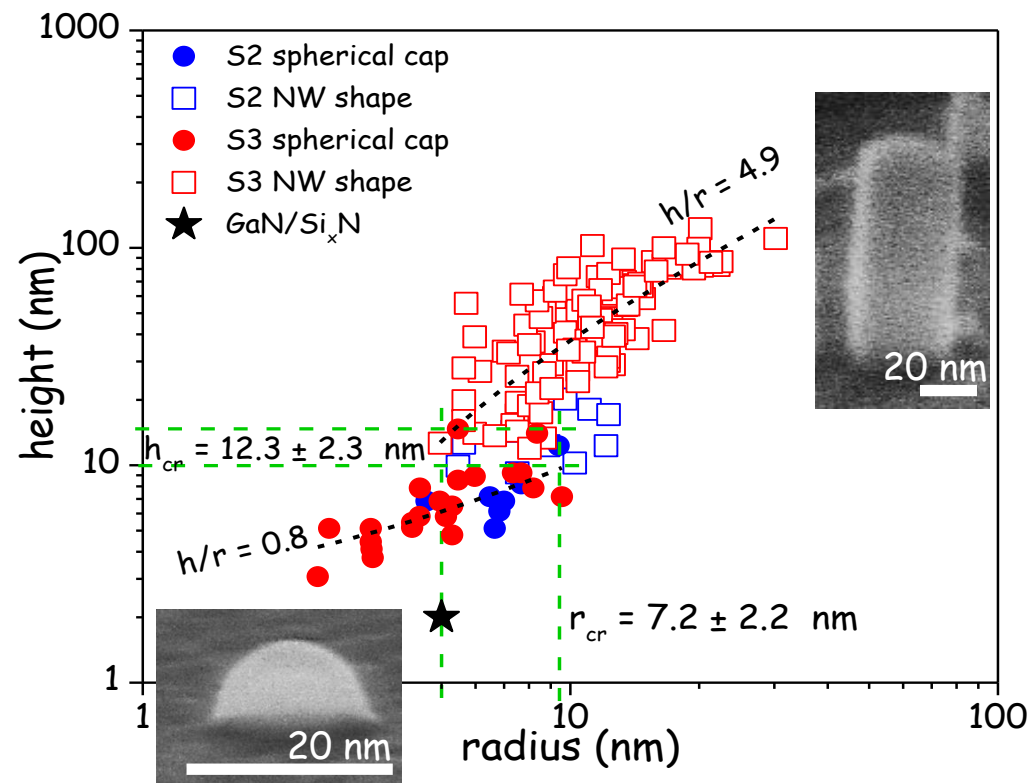 1000
100
10
1
1
10
100
height (nm)
radius (nm)
S2 spherical cap
S2 NW shape
S3 spherical cap
S3 NW shape
GaN/SiₓN
h/r = 4.9
20 nm
h_cr = 12.3 ± 2.3 nm
h/r = 0.8
r_cr = 7.2 ± 2.2 nm
20 nm